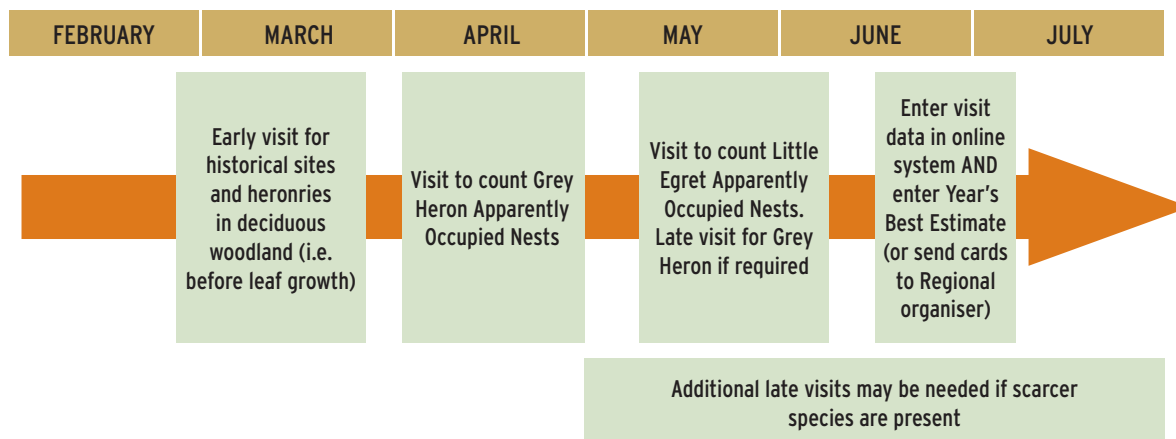 FEBRUARY
MARCH
APRIL
MAY
JUNE
JULY
Early visit for
historical sites
and heronries
in deciduous
woodland (i.e.
before leaf growth)
Visit to count Grey
Heron Apparently
Occupied Nests
Visit to count Little
Egret Apparently
Occupied Nests.
Late visit for Grey
Heron if required
Enter visit
data in online
system AND
enter Year’s
Best Estimate
(or send cards
to Regional
organiser)
Additional late visits may be needed if scarcer
species are present